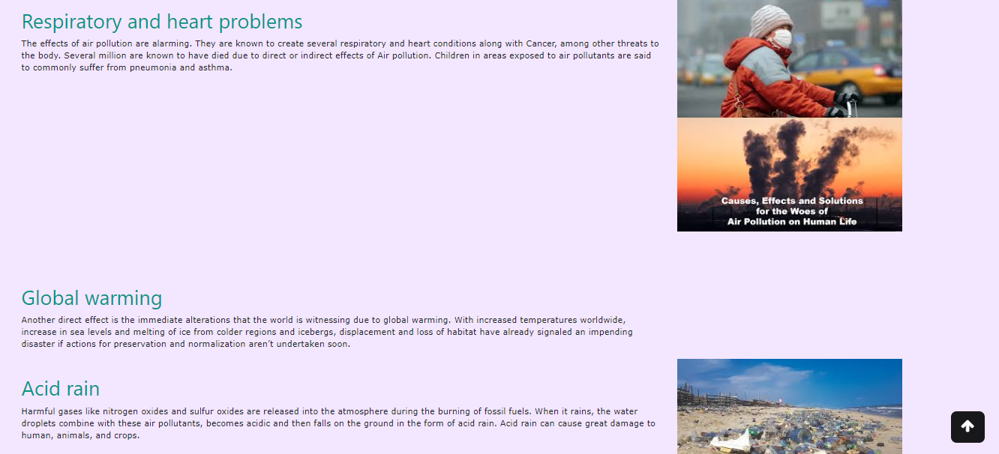 Respiratory and heart problems
The effects of air pollution are alarming. They are known to create several respiratory and heart conditions along with Cancer, among other threats to
the body. Several million are known to have died due to direct or indirect effects of Air pollution. Children in areas exposed to air pollutants are said
to commonly suffer from pneumonia and asthma.
Causes, Effects and Solutions
for the Woes of
Air Pollution on Human Life
Global warming
Another direct effect is the immediate alterations that the world is witnessing due to global warming. With increased temperatures worldwide,
increase in sea levels and melting of ice from colder regions and icebergs, displacement and loss of habitat have already signaled an impending
disaster if actions for preservation and normalization aren’t undertaken soon.
Acid rain
Harmful gases like nitrogen oxides and sulfur oxides are released into the atmosphere during the burning of fossil fuels. When it rains, the water
droplets combine with these air pollutants, becomes acidic and then falls on the ground in the form of acid rain. Acid rain can cause great damage to
human, animals, and crops.